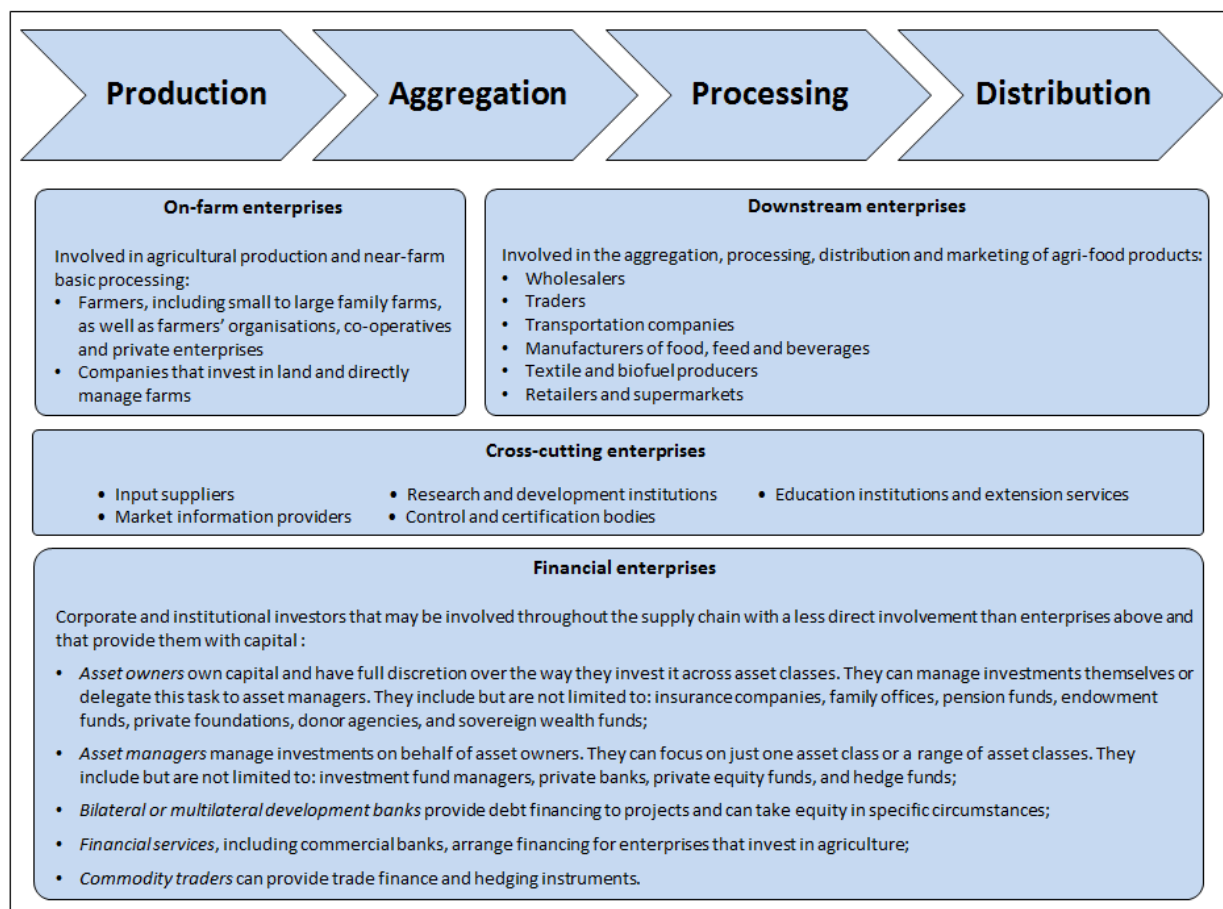 Production
Aggregation
Processing
Distribution
On-farm enterprises
Involved in agricultural production and near-farm
basic processing:
• Farmers, including small to large family farms,
as well as farmers' organisations, co-operatives
and private enterprises
• Companies that invest in land and directly
manage farms
Downstream enterprises
Involved in the aggregation, processing, distribution and marketing of agri-food products:
• Wholesalers
• Traders
• Transportation companies
• Manufacturers of food, feed and beverages
• Textile and biofuel producers
• Retailers and supermarkets
Cross-cutting enterprises
• Input suppliers
• Market information providers
• Research and development institutions
• Control and certification bodies
• Education institutions and extension services
Financial enterprises
Corporate and institutional investors that may be involved throughout the supply chain with a less direct involvement than enterprises above and
that provide them with capital :
• Asset owners own capital and have full discretion over the way they invest it across asset classes. They can manage investments themselves or
delegate this task to asset managers. They include but are not limited to: insurance companies, family offices, pension funds, endowment
funds, private foundations, donor agencies, and sovereign wealth funds;
• Asset managers manage investments on behalf of asset owners. They can focus on just one asset class or a range of asset classes. They
include but are not limited to: investment fund managers, private banks, private equity funds, and hedge funds;
• Bilateral or multilateral development banks provide debt financing to projects and can take equity in specific circumstances;
• Financial services, including commercial banks, arrange financing for enterprises that invest in agriculture;
• Commodity traders can provide trade finance and hedging instruments.